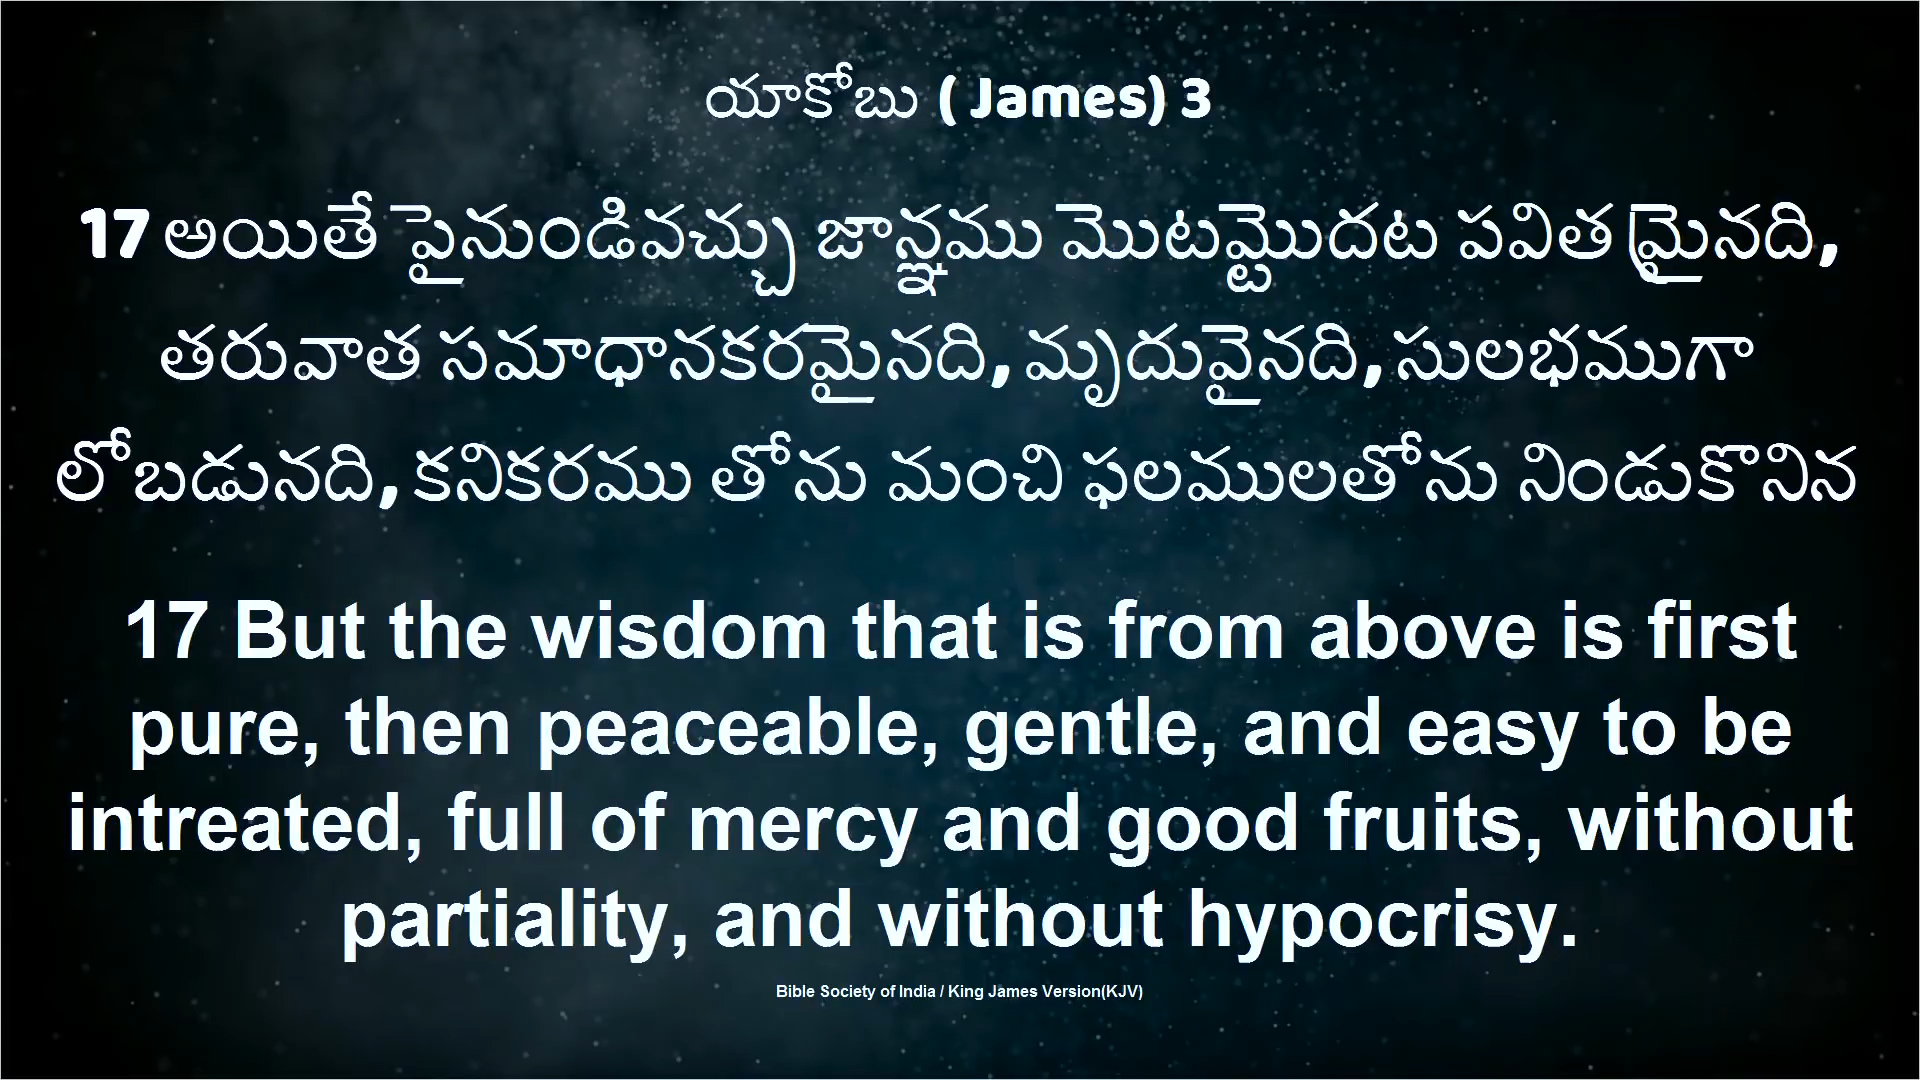 యాకోబు ( James) 3
17 అయితే పైనుండివచ్చు జాన్నము మొటమ్టొదట పవిత మ్రైనది,
తరువాత సమాధానకరమైనది, మృదువైనది, సులభముగా
లోబడునది, కనికరము తోను మంచి ఫలములతోను నిండుకొనిన
17 But the wisdom that is from above is first
pure, then peaceable, gentle, and easy to be
intreated, full of mercy and good fruits, without
partiality, and without hypocrisy.
Bible Society of India / King James Version(KJV)